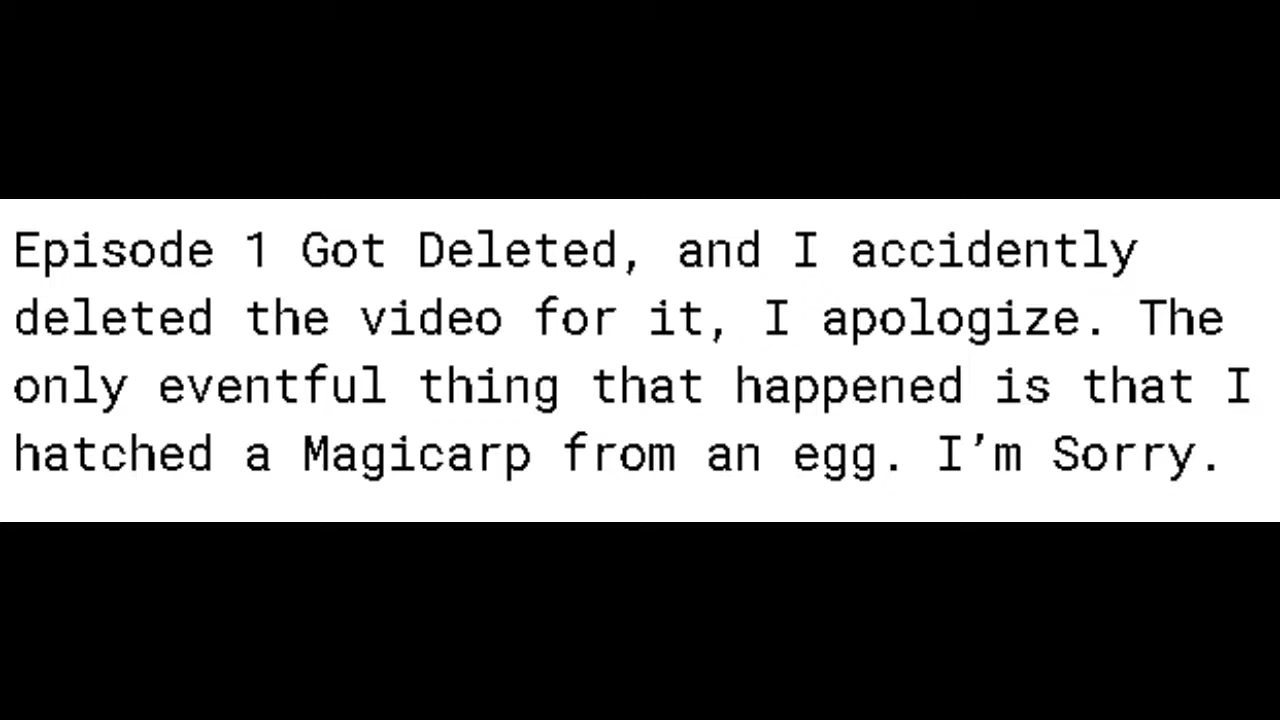 Episode 1 Got Deleted, and I accidently
deleted the video for it, I apologize. The
only eventful thing that happened is that I
hatched a Magicarp from an egg. I’m Sorry.